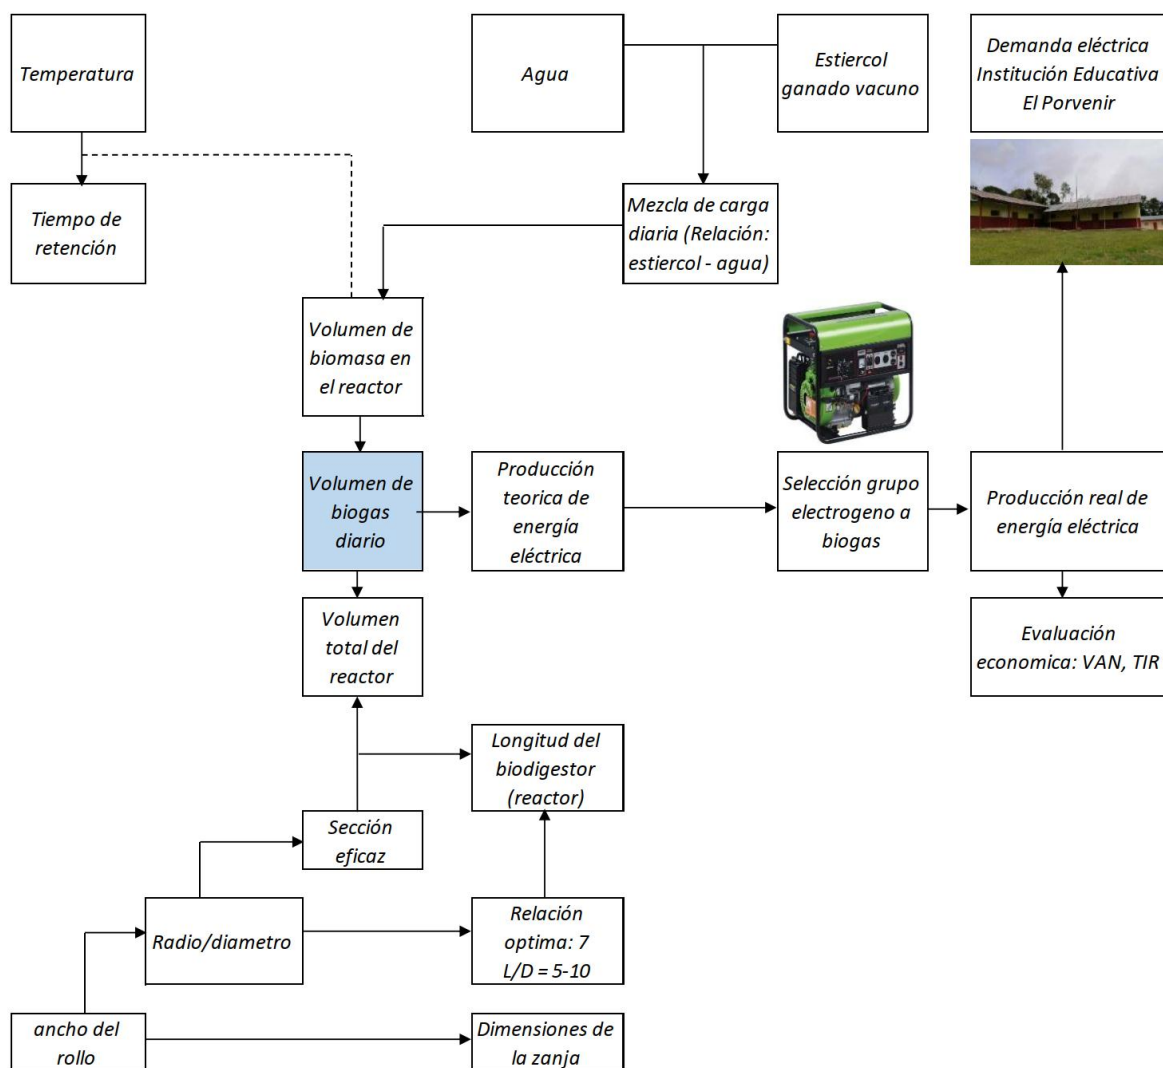 Temperatura
Agua
Estiercol
ganado vacuno
Demanda eléctrica
Institución Educativa
El Porvenir
Tiempo de
retención
Mezcla de carga
diaria (Relación:
estiercol - agua)
Volumen de
biomasa en
el reactor
Volumen de
biogas
diario
Producción
teorica de
energía
eléctrica
Selección grupo
electrogeno a
biogas
Producción real de
energía eléctrica
Volumen
total del
reactor
Evaluación
economica: VAN, TIR
Longitud del
biodigestor
(reactor)
Sección
eficaz
Radio/diametro
Relación
optima: 7
L/D = 5-10
ancho del
rollo
Dimensiones de
la zanja